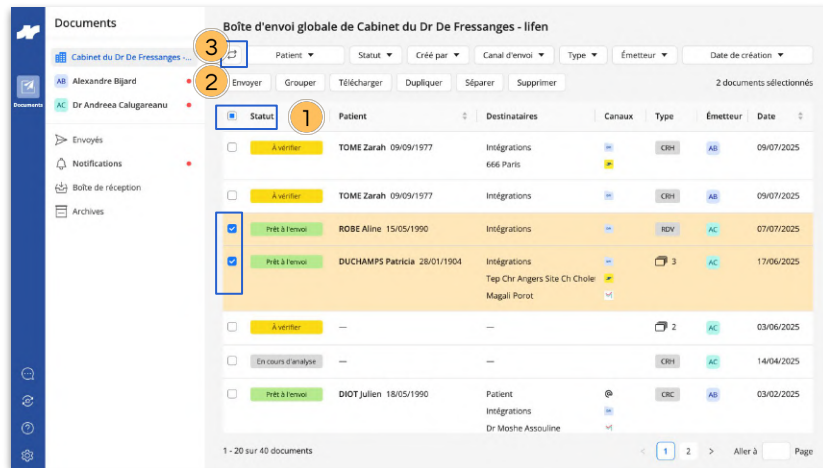 Documents
Boîte d'envoi globale de Cabinet du Dr De Fressanges - lifen
Cabinet du Dr De Fressanges -...
3
Patient
Statut
Créé par
Canal d'envoi
Type
Émetteur
Date de création
AB Alexandre Bijard
2
Envoyer
Grouper
Télécharger
Dupliquer
Séparer
Supprimer
2 documents sélectionnés
Documents
AC Dr Andreea Calugareanu
Statut
1
Patient
Destinataires
Canaux
Type
Émetteur
Date
Envoyés
Notifications
Boîte de réception
Archives
À vérifier TOME Zarah 09/09/1977 Intégrations CRH AB 09/07/2025
666 Paris
À vérifier TOME Zarah 09/09/1977 Intégrations CRH AB 09/07/2025
Prêt à l'envoi ROBE Aline 15/05/1990 Intégrations RDV AC 07/07/2025
Prêt à l'envoi DUCHAMPS Patricia 28/01/1904 Intégrations 3 AC 17/06/2025
Tep Chr Angers Site Ch Chole
Magali Porot
À vérifier — — 2 AC 03/06/2025
En cours d'analyse — — CRH AC 14/04/2025
Prêt à l'envoi DIOT Julien 18/05/1990 Patient @ CRC AB 03/02/2025
Intégrations
Dr Moshe Assouline
1 - 20 sur 40 documents
< 1 2 > Aller à Page